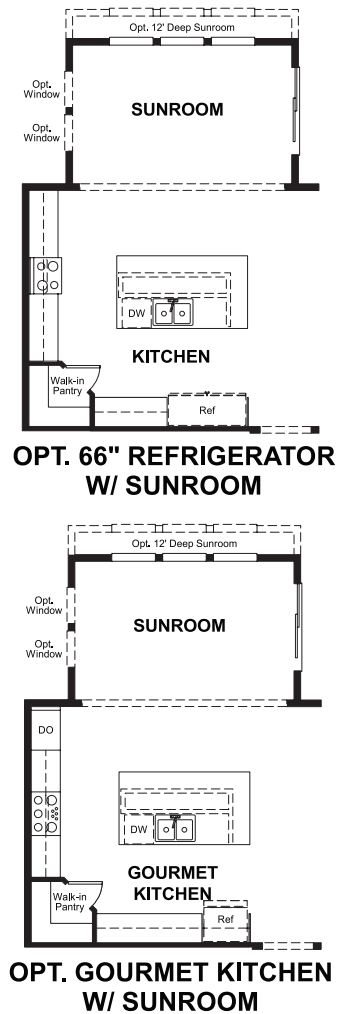 Opt. 12' Deep Sunroom
Opt.
Window
SUNROOM
Opt.
Window
DW
KITCHEN
Walk-in
Pantry
Ref
OPT. 66" REFRIGERATOR
W/ SUNROOM
Opt. 12' Deep Sunroom
Opt.
Window
SUNROOM
Opt.
Window
DO
DW
GOURMET
KITCHEN
Walk-in
Pantry
Ref
OPT. GOURMET KITCHEN
W/ SUNROOM